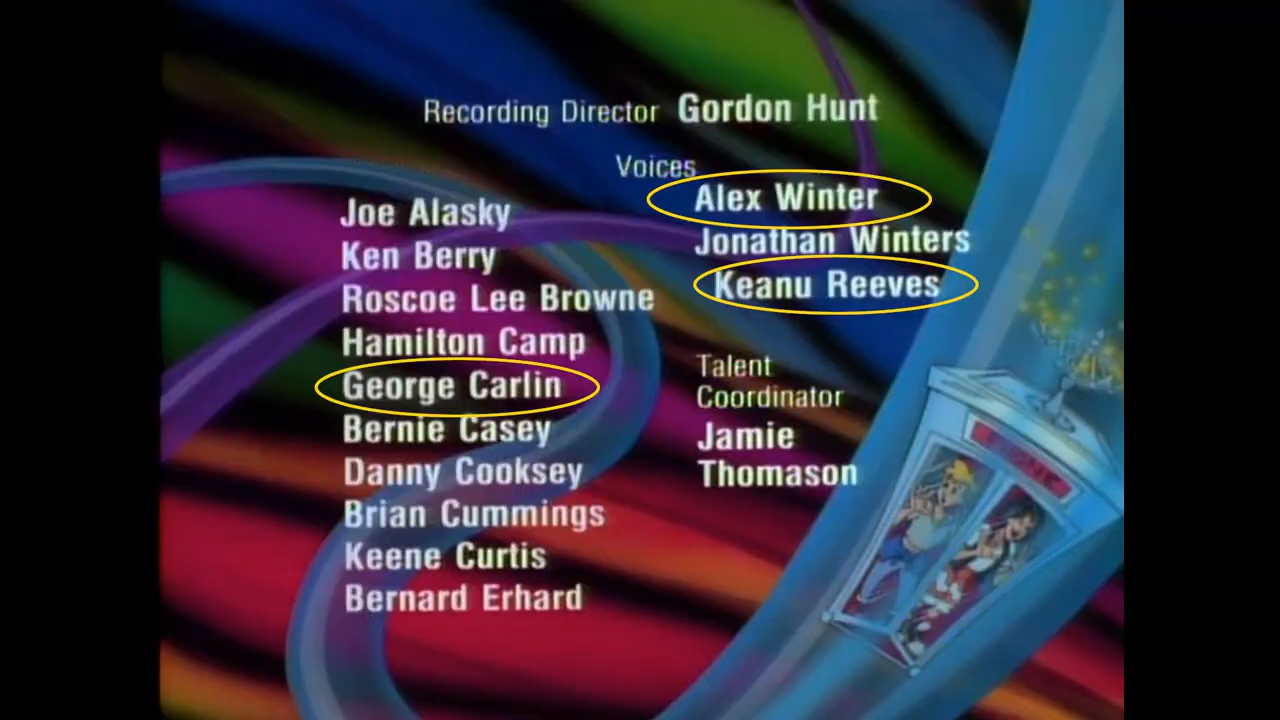 Recording Director Gordon Hunt
Voices
Joe Alasky
Ken Berry
Roscoe Lee Browne
Hamilton Camp
George Carlin
Bernie Casey
Danny Cooksey
Brian Cummings
Keene Curtis
Bernard Erhard
Alex Winter
Jonathan Winters
Keanu Reeves
Talent
Coordinator
Jamie
Thomason